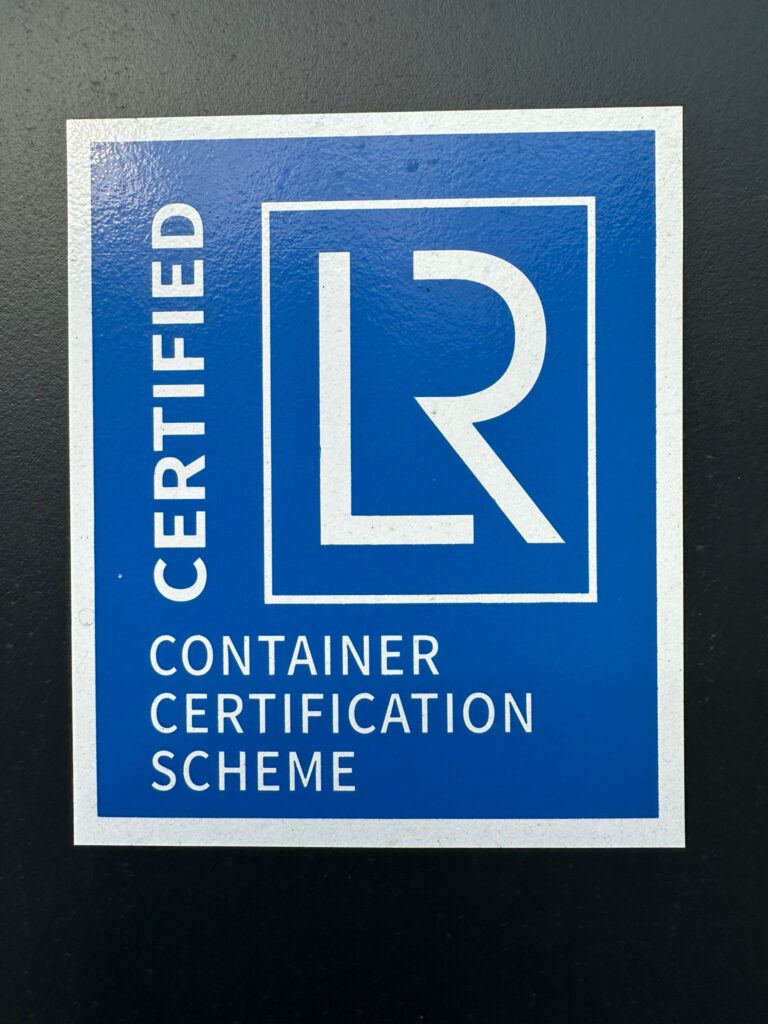 CERTIFIED
LR
CONTAINER
CERTIFICATION
SCHEME